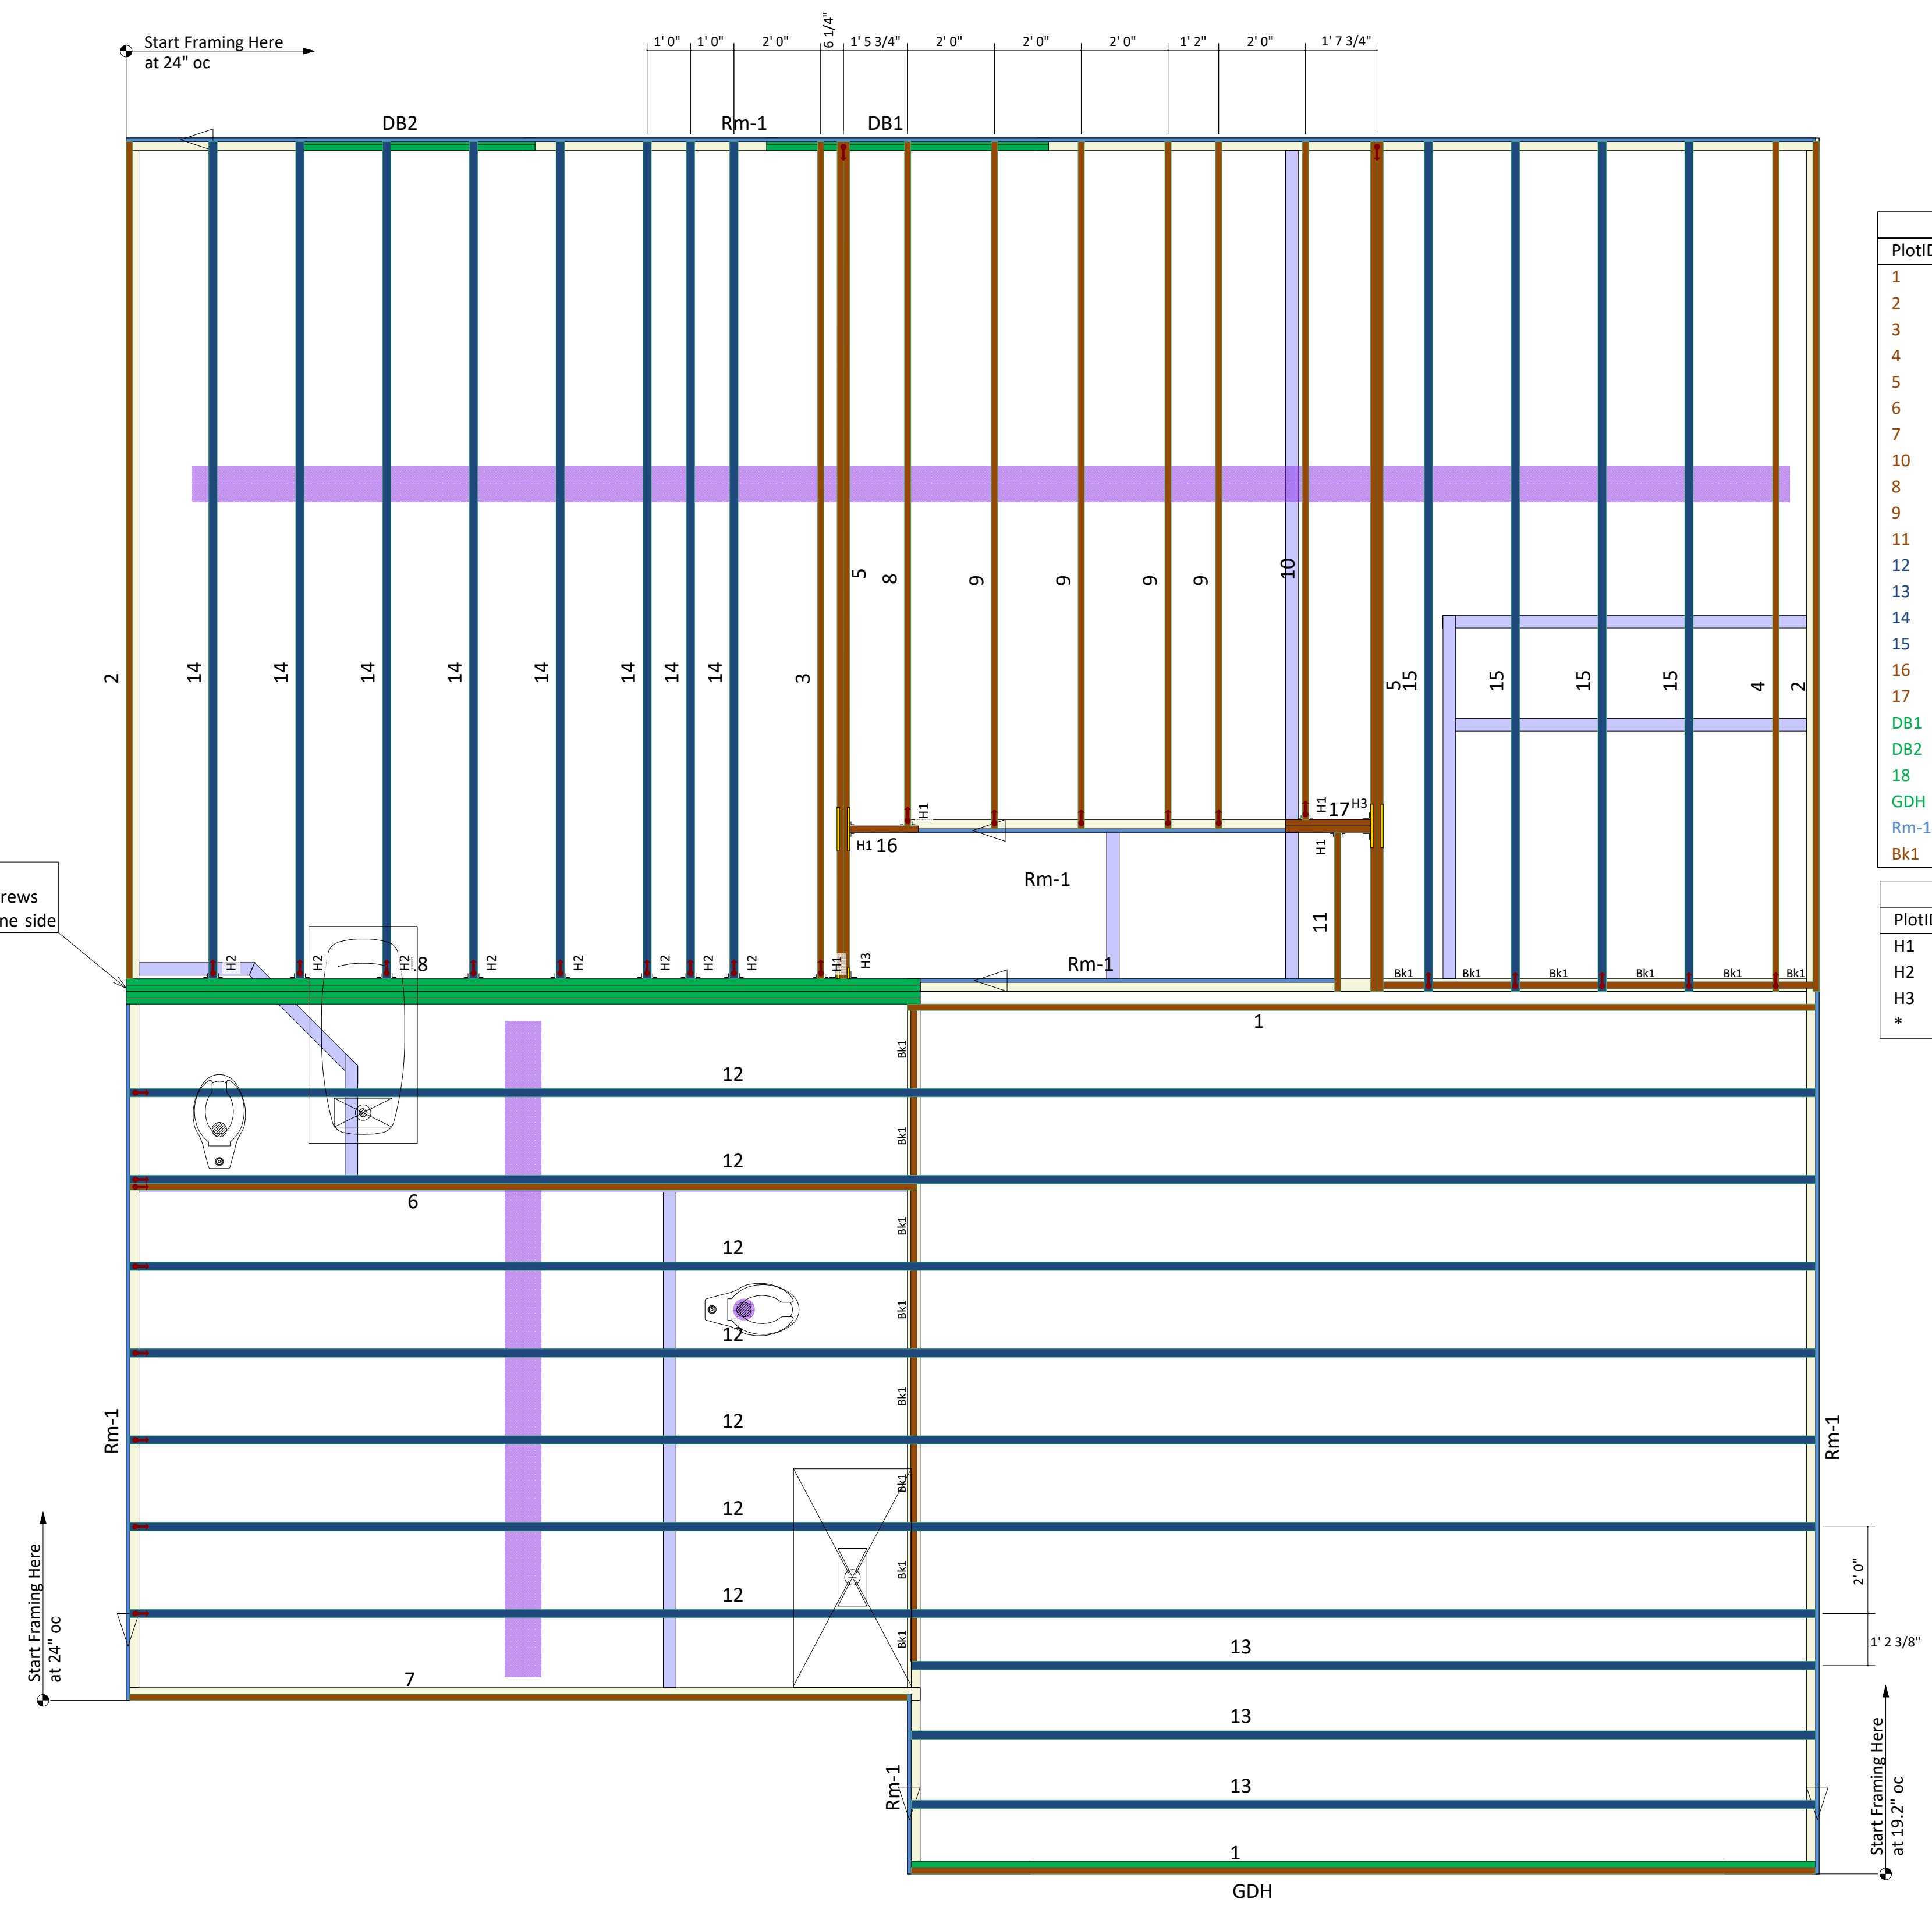 Start Framing Here
at 24" oc
1' 0"
1' 0"
2' 0"
6 1/4"
1' 5 3/4"
2' 0"
2' 0"
2' 0"
1' 2"
2' 0"
1' 7 3/4"
DB2
Rm-1
DB1
2
14
14
14
14
14
14
14
14
3
5
8
9
9
9
9
10
5
15
15
15
15
4
2
H1
H1
17
H3
H1 16
H1
Rm-1
11
rews
ne side
H2
H2
H2
H2
H2
H2
H2
H2
H1
H3
.8
Rm-1
Bk1
Bk1
Bk1
Bk1
Bk1
Bk1
1
Bk1
12
Bk1
12
6
Bk1
12
Bk1
12
Bk1
12
Bk1
12
Bk1
12
Bk1
13
7
13
13
1
GDH
Rm-1
Rm-1
Rm-1
2' 0"
1' 2 3/8"
Start Framing Here
at 24" oc
Start Framing Here
at 19.2" oc
PlotID
1
2
3
4
5
6
7
10
8
9
11
12
13
14
15
16
17
DB1
DB2
18
GDH
Rm-1
Bk1
PlotID
H1
H2
H3
*